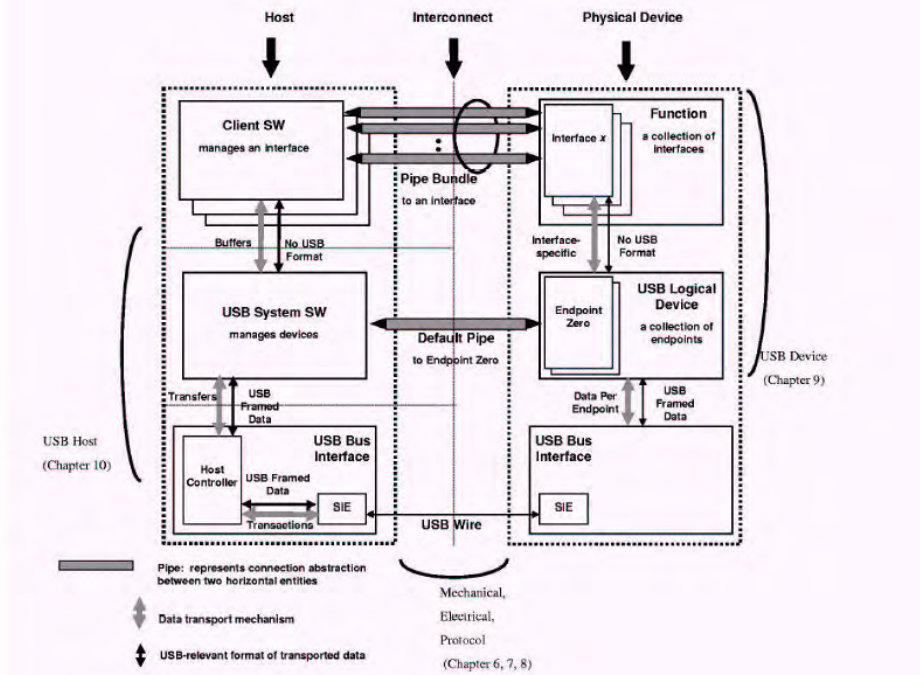 Host
Interconnect
Physical Device
Client SW
manages an interface
Pipe Bundle
to an interface
Interface x
Function
a collection of
interfaces
Buffers
No USB
Format
Interface-
specific
No USB
Format
USB System SW
manages devices
Default Pipe
to Endpoint Zero
Endpoint
Zero
USB Logical
Device
a collection of
endpoints
USB Device
(Chapter 9)
Transfers
USB
Framed
Data
Data Per
Endpoint
USB
Framed
Data
USB Host
(Chapter 10)
USB Bus
Interface
Host
Controller
USB Framed
Data
SIE
Transactions
USB Wire
USB Bus
Interface
SIE
Pipe: represents connection abstraction
between two horizontal entities
Data transport mechanism
USB-relevant format of transported data
Mechanical,
Electrical,
Protocol
(Chapter 6, 7, 8)